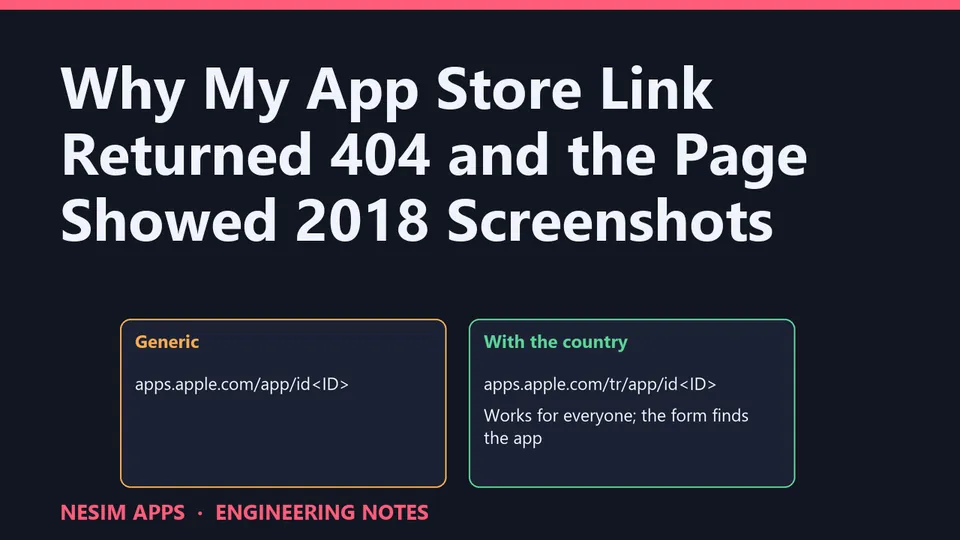 Why My App Store Link
Returned 404 and the Page
Showed 2018 Screenshots
Generic
apps.apple.com/app/id<ID>
With the country
apps.apple.com/tr/app/id<ID>
Works for everyone; the form finds
the app
NESIM APPS · ENGINEERING NOTES